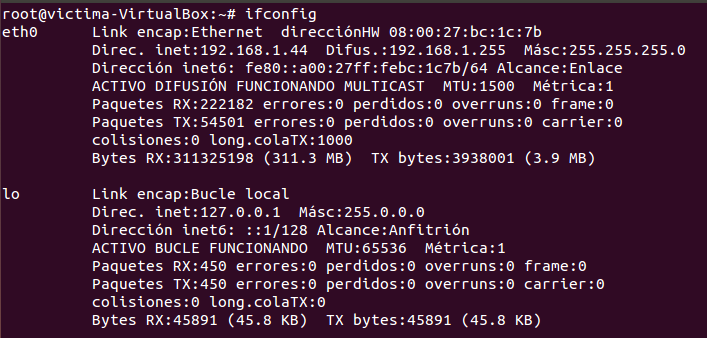 root@victima-VirtualBox:~# ifconfig
eth0      Link encap:Ethernet  direcciónHW 08:00:27:bc:1c:7b
          Direc. inet:192.168.1.44  Difus.:192.168.1.255  Másc:255.255.255.0
          Dirección inet6: fe80::a00:27ff:febc:1c7b/64 Alcance:Enlace
          ACTIVO DIFUSIÓN FUNCIONANDO MULTICAST  MTU:1500  Métrica:1
          Paquetes RX:222182 errores:0 perdidos:0 overruns:0 frame:0
          Paquetes TX:54501 errores:0 perdidos:0 overruns:0 carrier:0
          colisiones:0 long.colaTX:1000
          Bytes RX:311325198 (311.3 MB)  TX bytes:3938001 (3.9 MB)

lo        Link encap:Bucle local
          Direc. inet:127.0.0.1  Másc:255.0.0.0
          Dirección inet6: ::1/128 Alcance:Anfitrión
          ACTIVO BUCLE FUNCIONANDO  MTU:65536  Métrica:1
          Paquetes RX:450 errores:0 perdidos:0 overruns:0 frame:0
          Paquetes TX:450 errores:0 perdidos:0 overruns:0 carrier:0
          colisiones:0 long.colaTX:0
          Bytes RX:45891 (45.8 KB)  TX bytes:45891 (45.8 KB)